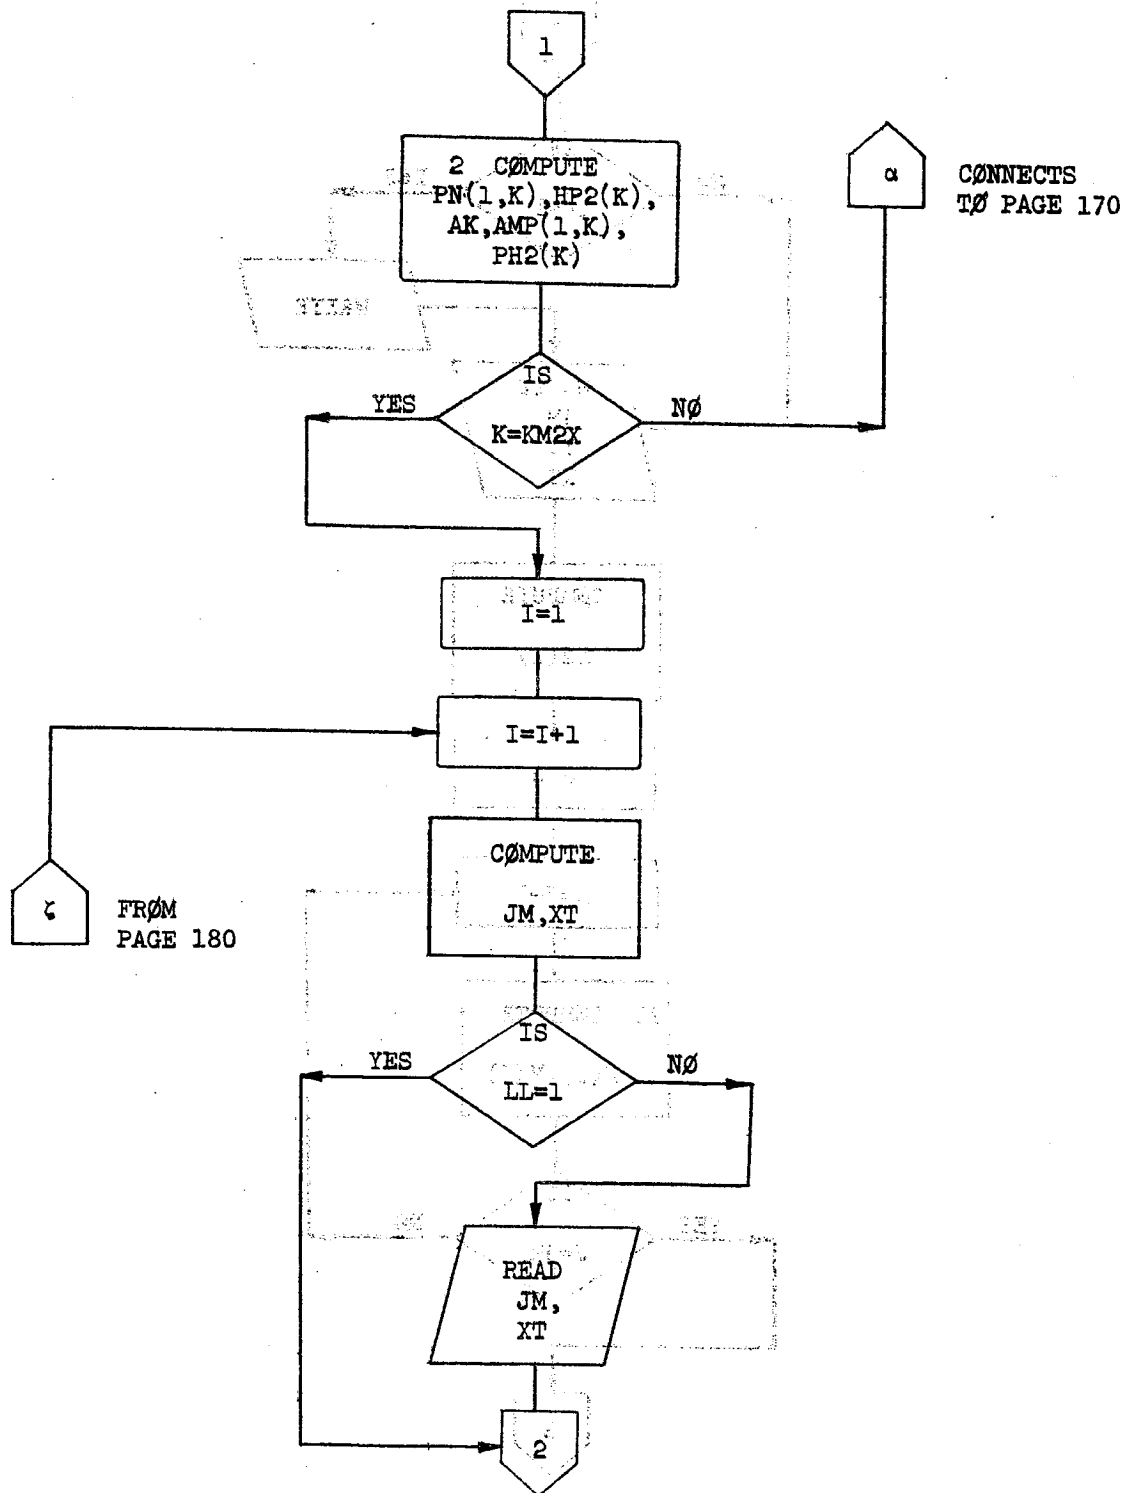 1
2 CØMPUTE
PN(1,K),HP2(K),
AK,AMP(1,K),
PH2(K)
α
CØNNECTS
TØ PAGE 170
IS
K=KM2X
YES
NØ
I=1
I=I+1
CØMPUTE
JM,XT
ζ
FRØM
PAGE 180
IS
LL=1
YES
NØ
READ
JM,
XT
2